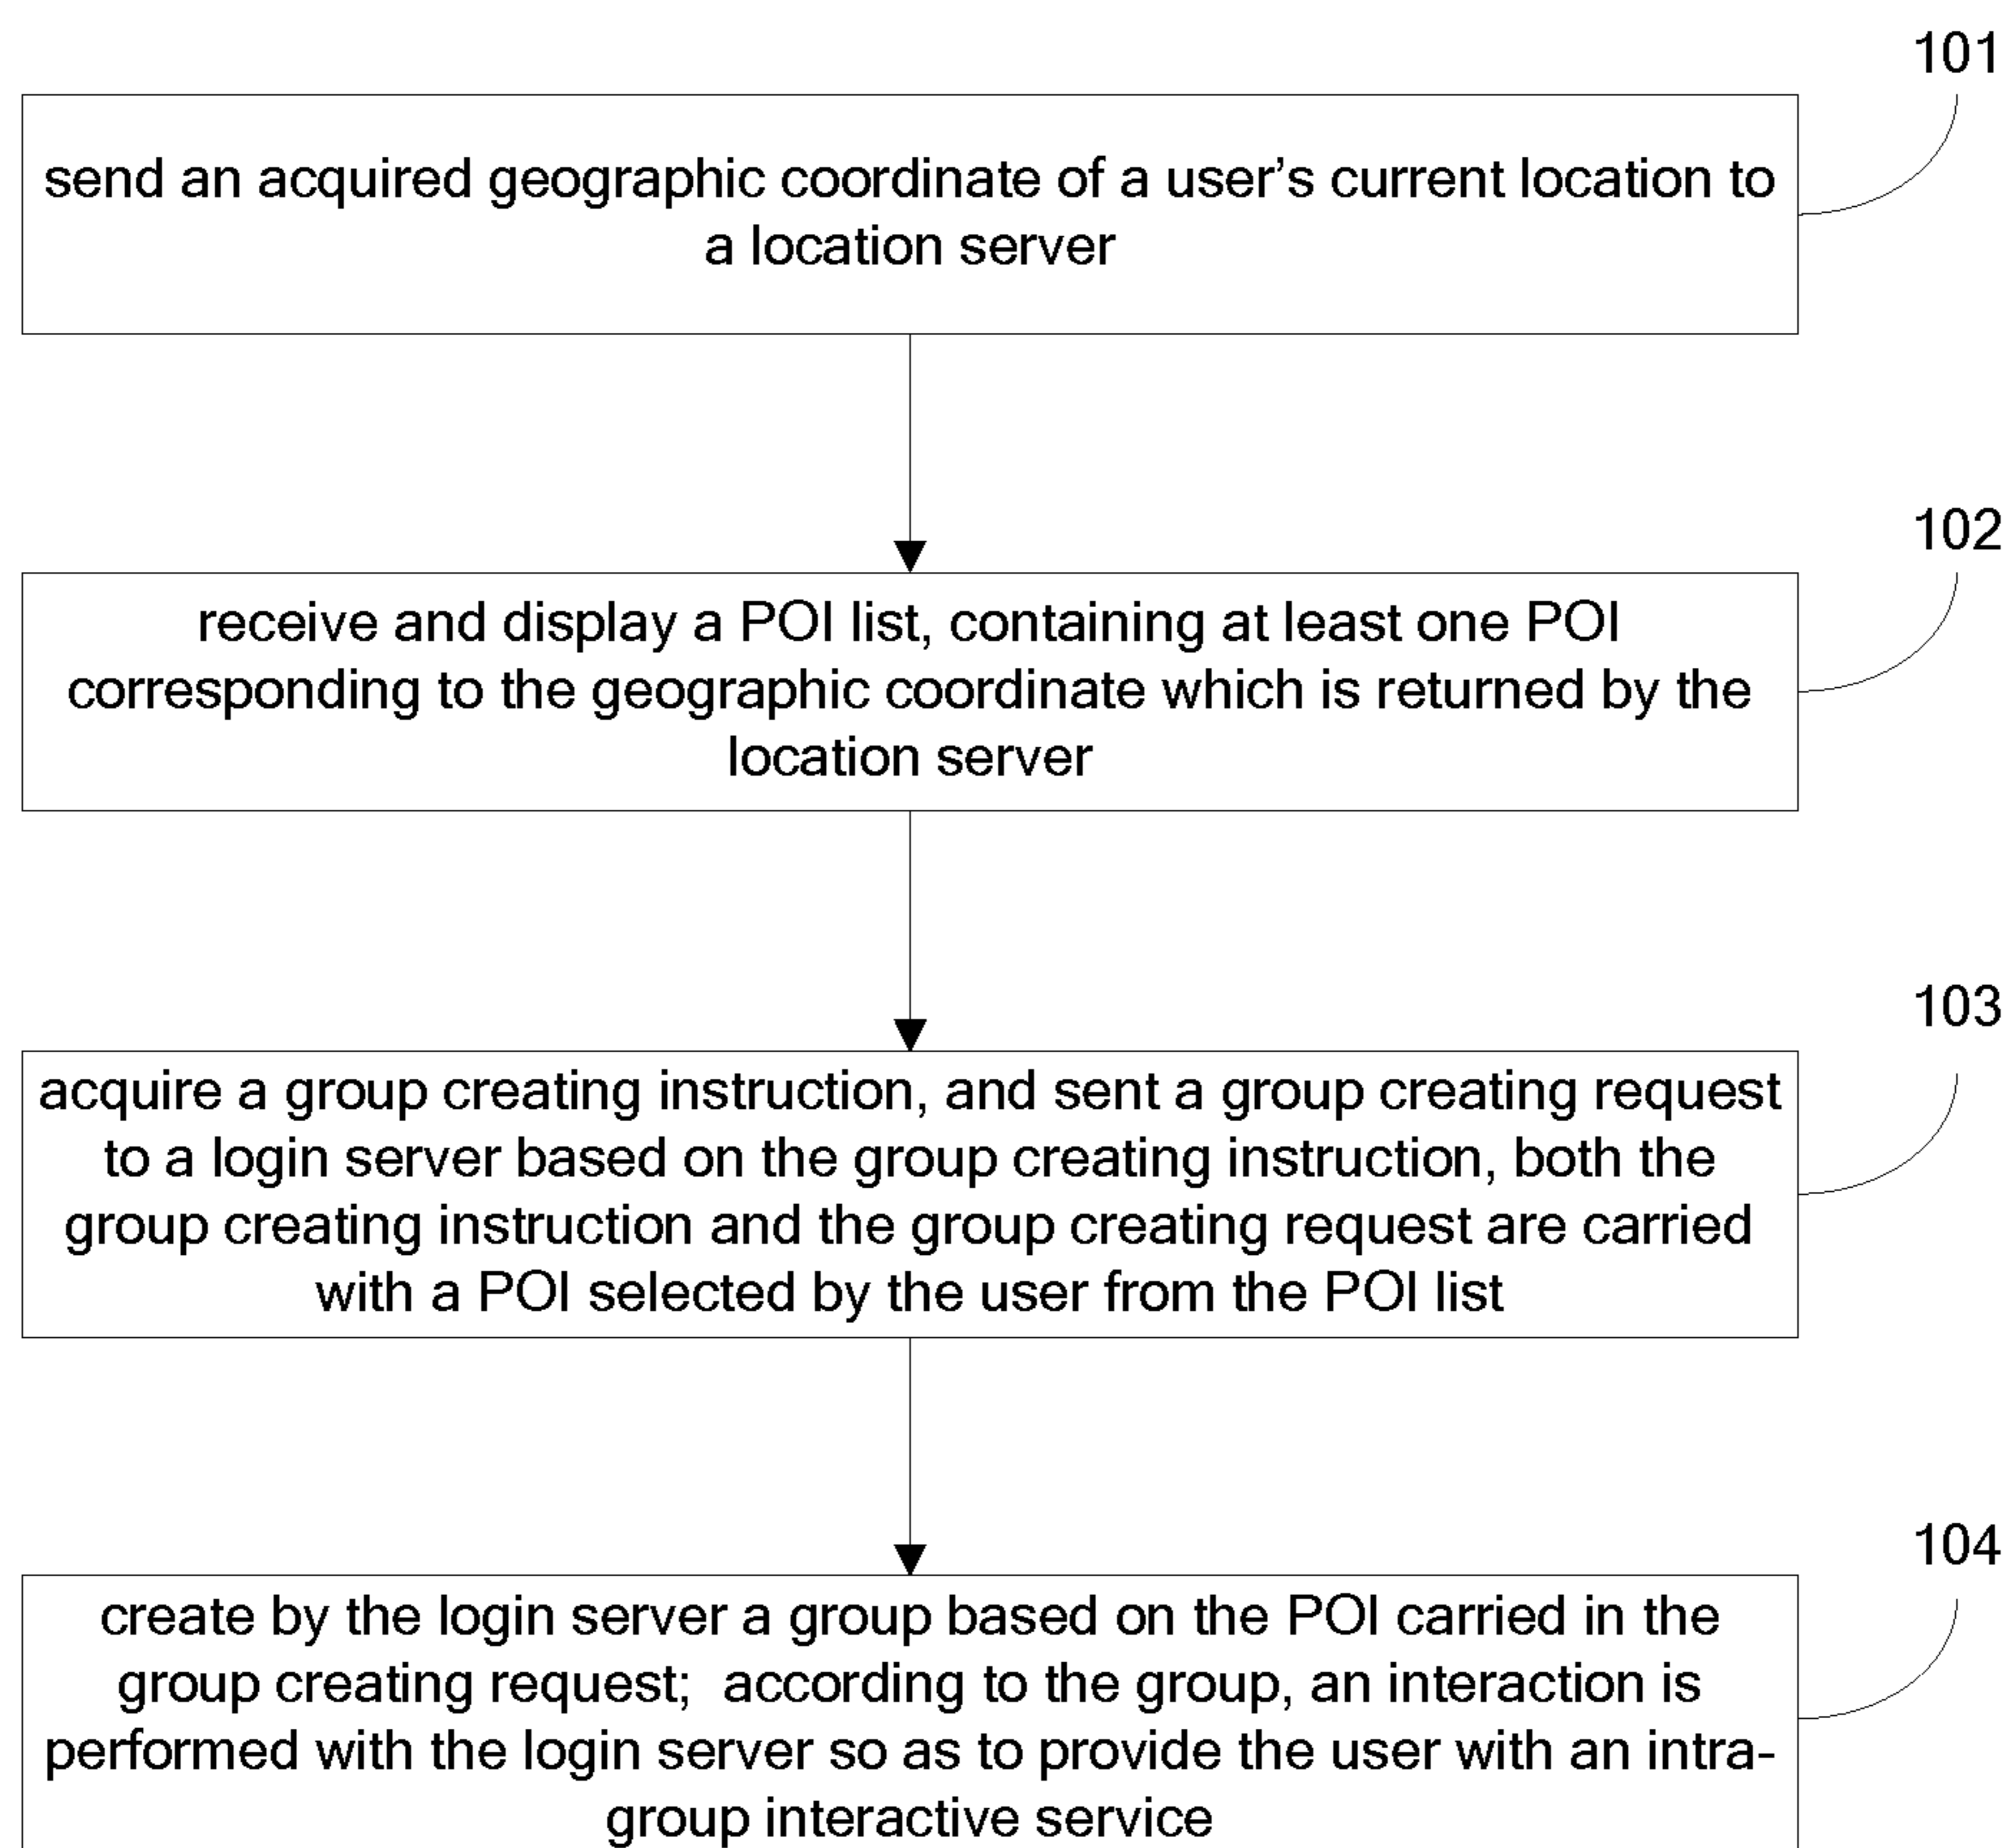 101
send an acquired geographic coordinate of a user’s current location to
a location server
102
receive and display a POI list, containing at least one POI
corresponding to the geographic coordinate which is returned by the
location server
103
acquire a group creating instruction, and sent a group creating request
to a login server based on the group creating instruction, both the
group creating instruction and the group creating request are carried
with a POI selected by the user from the POI list
104
create by the login server a group based on the POI carried in the
group creating request;  according to the group, an interaction is
performed with the login server so as to provide the user with an intra-
group interactive service